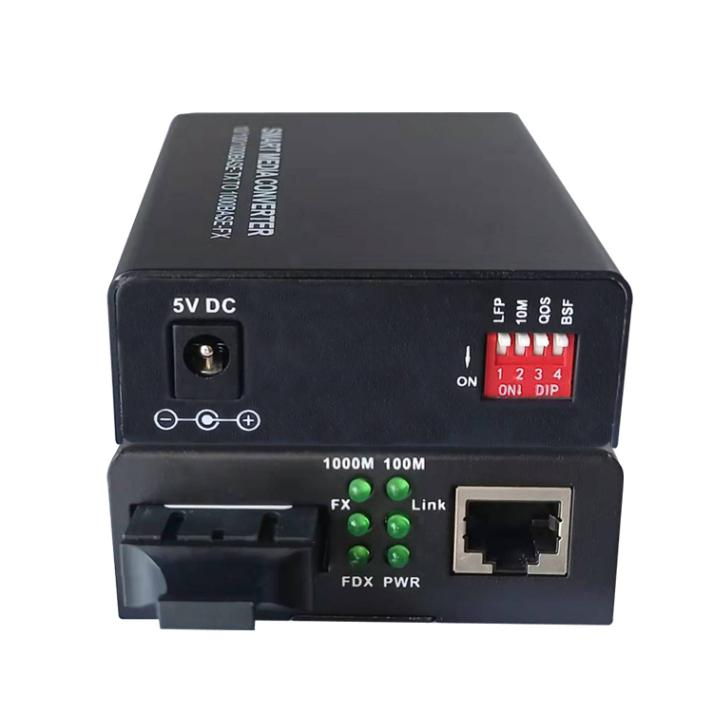 SMART MEDIA CONVERTER
10/100/1000BASE-TX TO 1000BASE-FX
5V DC
LFP
10M
QOS
BSF
ON
1 2 3 4
ON↓ DIP
1000M 100M
FX Link
FDX PWR